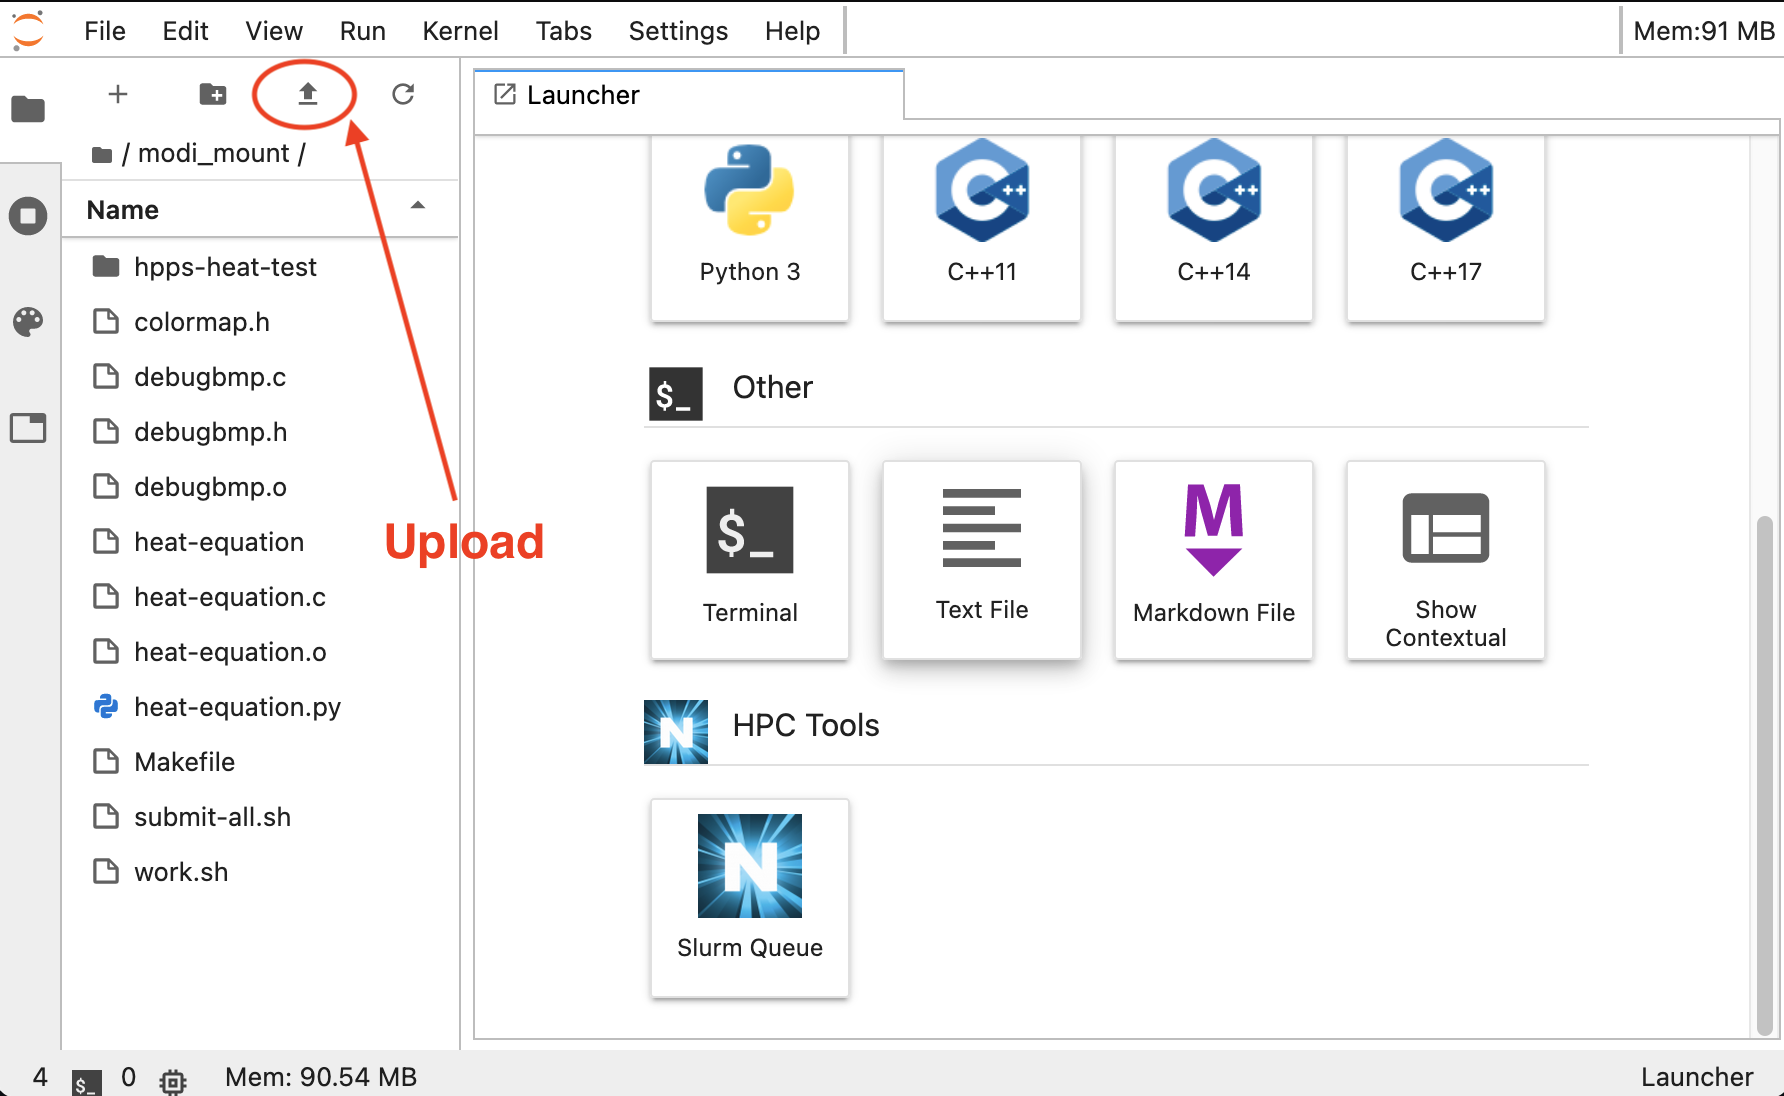 File Edit View Run Kernel Tabs Settings Help Mem:91 MB
Launcher
/ modi_mount /
Name
hpps-heat-test
colormap.h
debugbmp.c
debugbmp.h
debugbmp.o
heat-equation
heat-equation.c
heat-equation.o
heat-equation.py
Makefile
submit-all.sh
work.sh
Upload
Python 3
C++11
C++14
C++17
$_ Other
Terminal
Text File
Markdown File
Show
Contextual
N HPC Tools
N
Slurm Queue
4 $_ 0 Mem: 90.54 MB Launcher